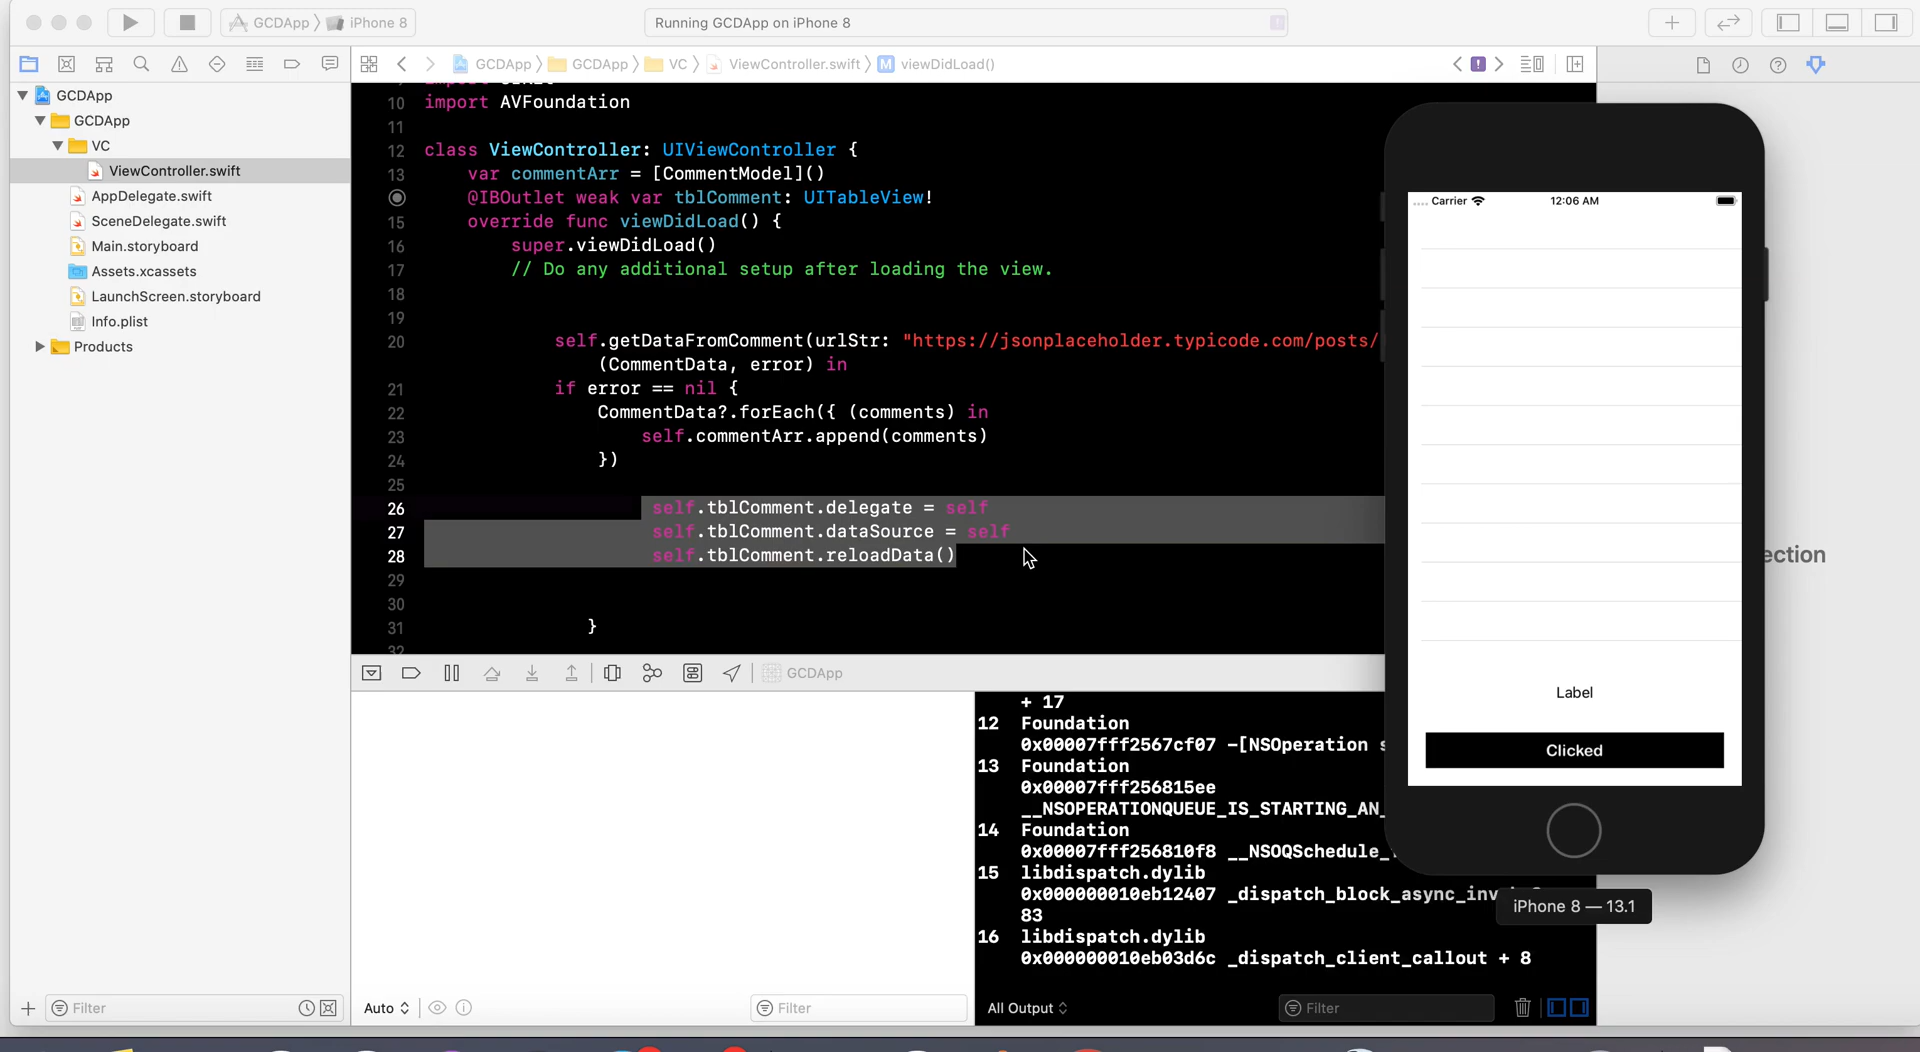 GCDApp
iPhone 8
Running GCDApp on iPhone 8
GCDApp
GCDApp
VC
ViewController.swift
M
viewDidLoad()
GCDApp
GCDApp
VC
ViewController.swift
AppDelegate.swift
SceneDelegate.swift
Main.storyboard
Assets.xcassets
LaunchScreen.storyboard
Info.plist
Products
10 import AVFoundation
11
12 class ViewController: UIViewController {
13 var commentArr = [CommentModel]()
@IBOutlet weak var tblComment: UITableView!
15 override func viewDidLoad() {
16 super.viewDidLoad()
17 // Do any additional setup after loading the view.
18
19
20 self.getDataFromComment(urlStr: "https://jsonplaceholder.typicode.com/posts/
(CommentData, error) in
21 if error == nil {
22 CommentData?.forEach({ (comments) in
23 self.commentArr.append(comments)
24 })
25
26 self.tblComment.delegate = self
27 self.tblComment.dataSource = self
28 self.tblComment.reloadData()
29
30
31 }
32
Carrier
12:06 AM
Label
Clicked
iPhone 8 — 13.1
ection
GCDApp
+ 17
12 Foundation
0x00007fff2567cf07 -[NSOperation s
13 Foundation
0x00007fff256815ee
__NSOPERATIONQUEUE_IS_STARTING_AN_
14 Foundation
0x00007fff256810f8 __NSOQSchedule_
15 libdispatch.dylib
0x000000010eb12407 _dispatch_block_async_inv
83
16 libdispatch.dylib
0x000000010eb03d6c _dispatch_client_callout + 8
Filter
Auto
Filter
All Output
Filter